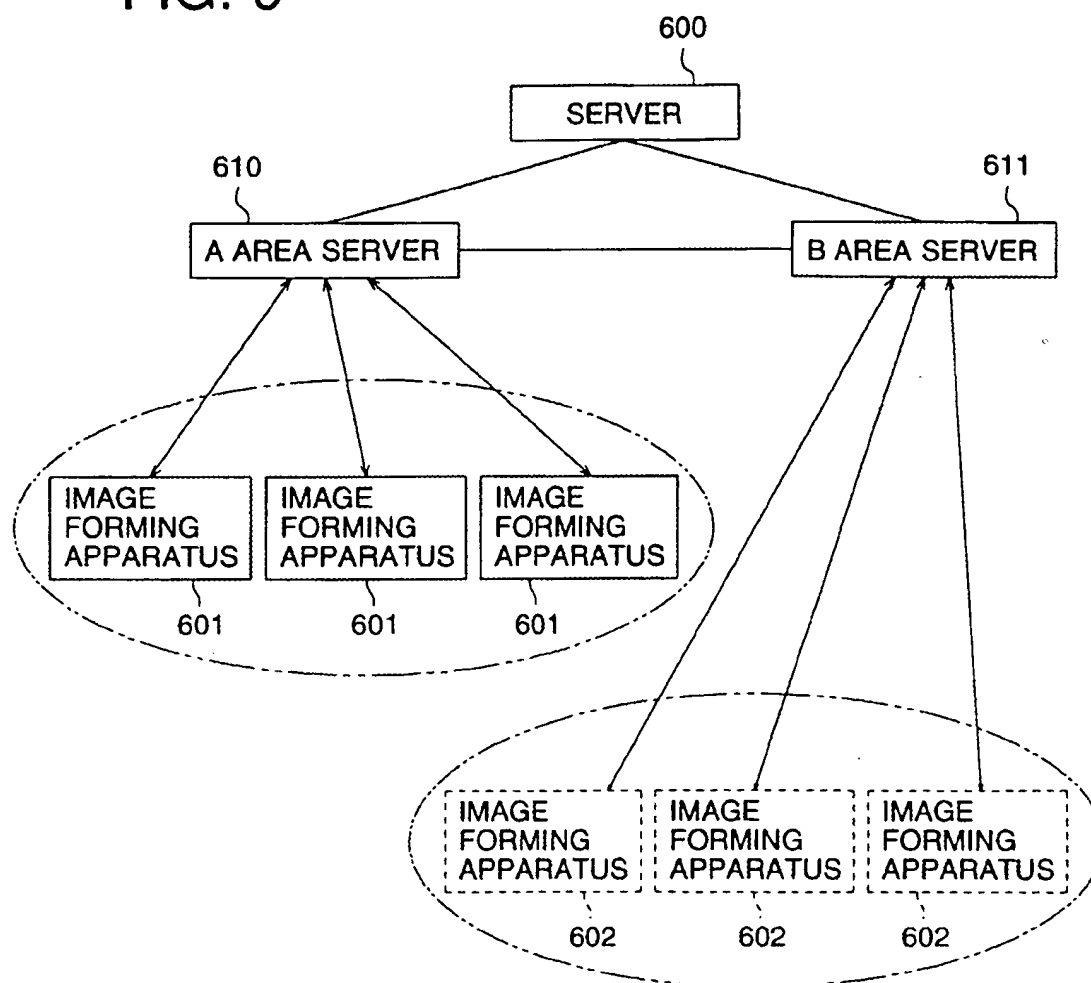 FIG.
600
SERVER
610
611
A AREA SERVER
B AREA SERVER
IMAGE
FORMING
APPARATUS
IMAGE
FORMING
APPARATUS
IMAGE
FORMING
APPARATUS
601
601
601
IMAGE
FORMING
APPARATUS
IMAGE
FORMING
APPARATUS
IMAGE
FORMING
APPARATUS
602
602
602